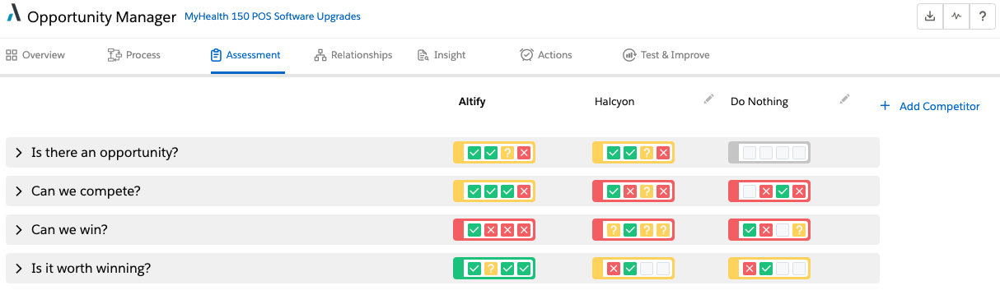 Opportunity Manager MyHealth 150 POS Software Upgrades ?
Overview Process Assessment Relationships Insight Actions Test & Improve
Altify Halcyon Do Nothing + Add Competitor
Is there an opportunity? ? ?
Can we compete? ?
Can we win? ? ? ? ?
Is it worth winning? ?